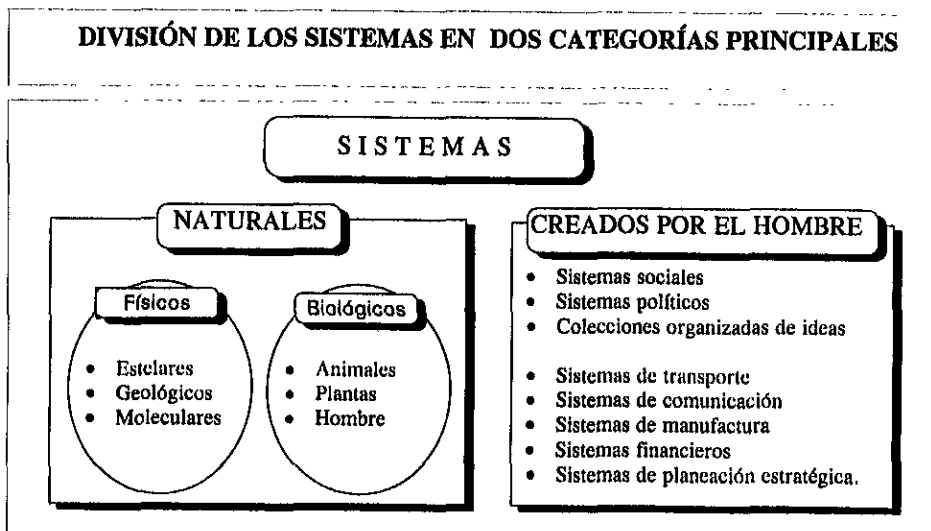 DIVISIÓN DE LOS SISTEMAS EN DOS CATEGORÍAS PRINCIPALES
SISTEMAS
NATURALES
Físicos
• Estelares
• Geológicos
• Moleculares
Biológicos
• Animales
• Plantas
• Hombre
CREADOS POR EL HOMBRE
• Sistemas sociales
• Sistemas políticos
• Colecciones organizadas de ideas
• Sistemas de transporte
• Sistemas de comunicación
• Sistemas de manufactura
• Sistemas financieros
• Sistemas de planeación estratégica.